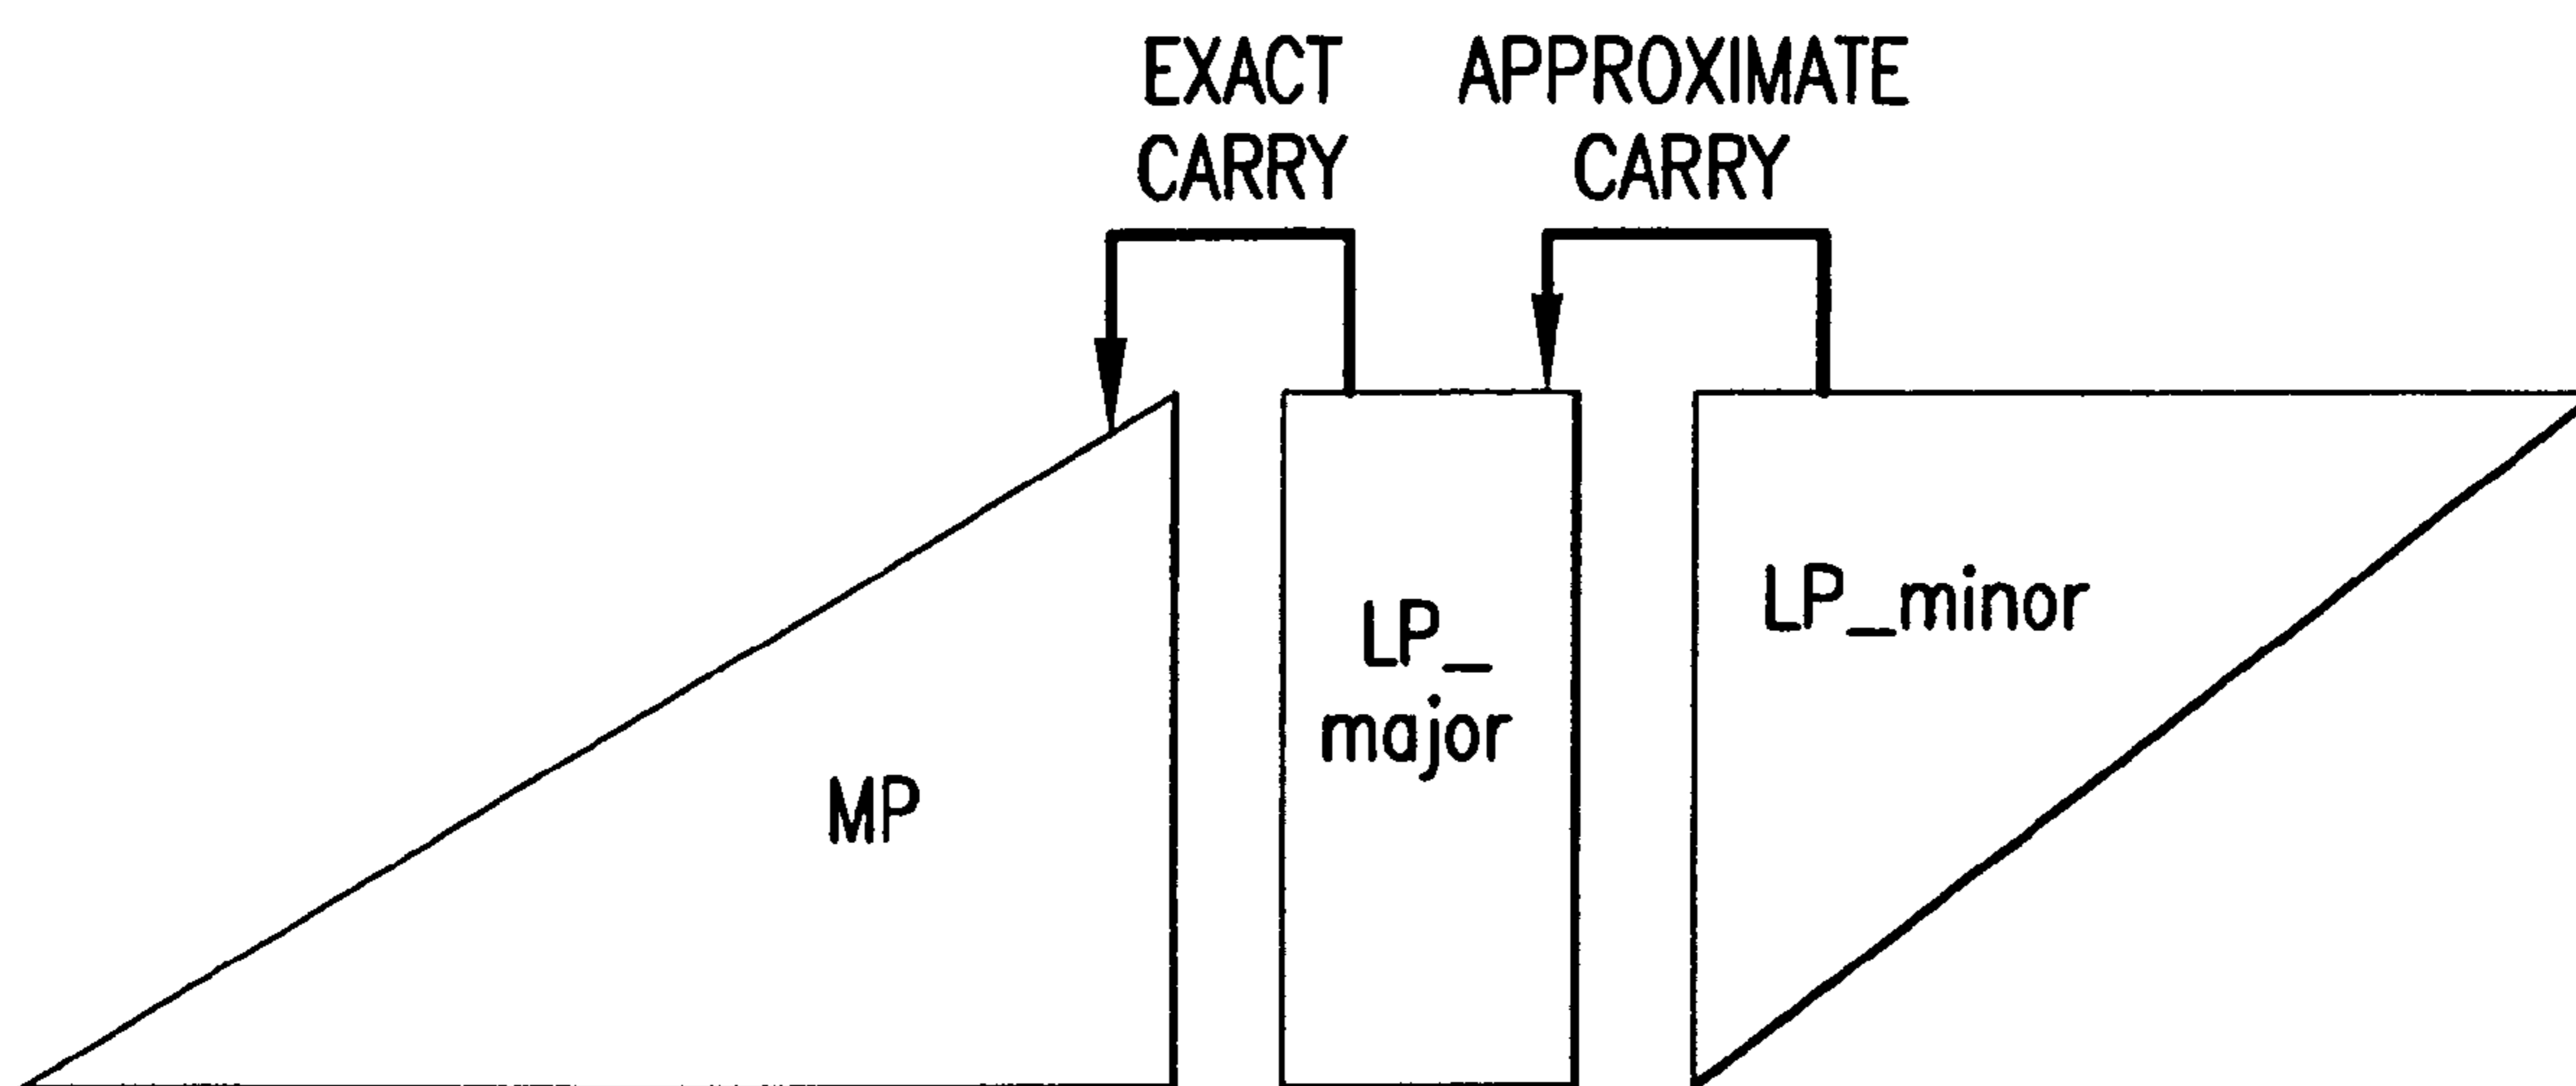 EXACT
CARRY
APPROXIMATE
CARRY
LP_
major
LP_minor
MP